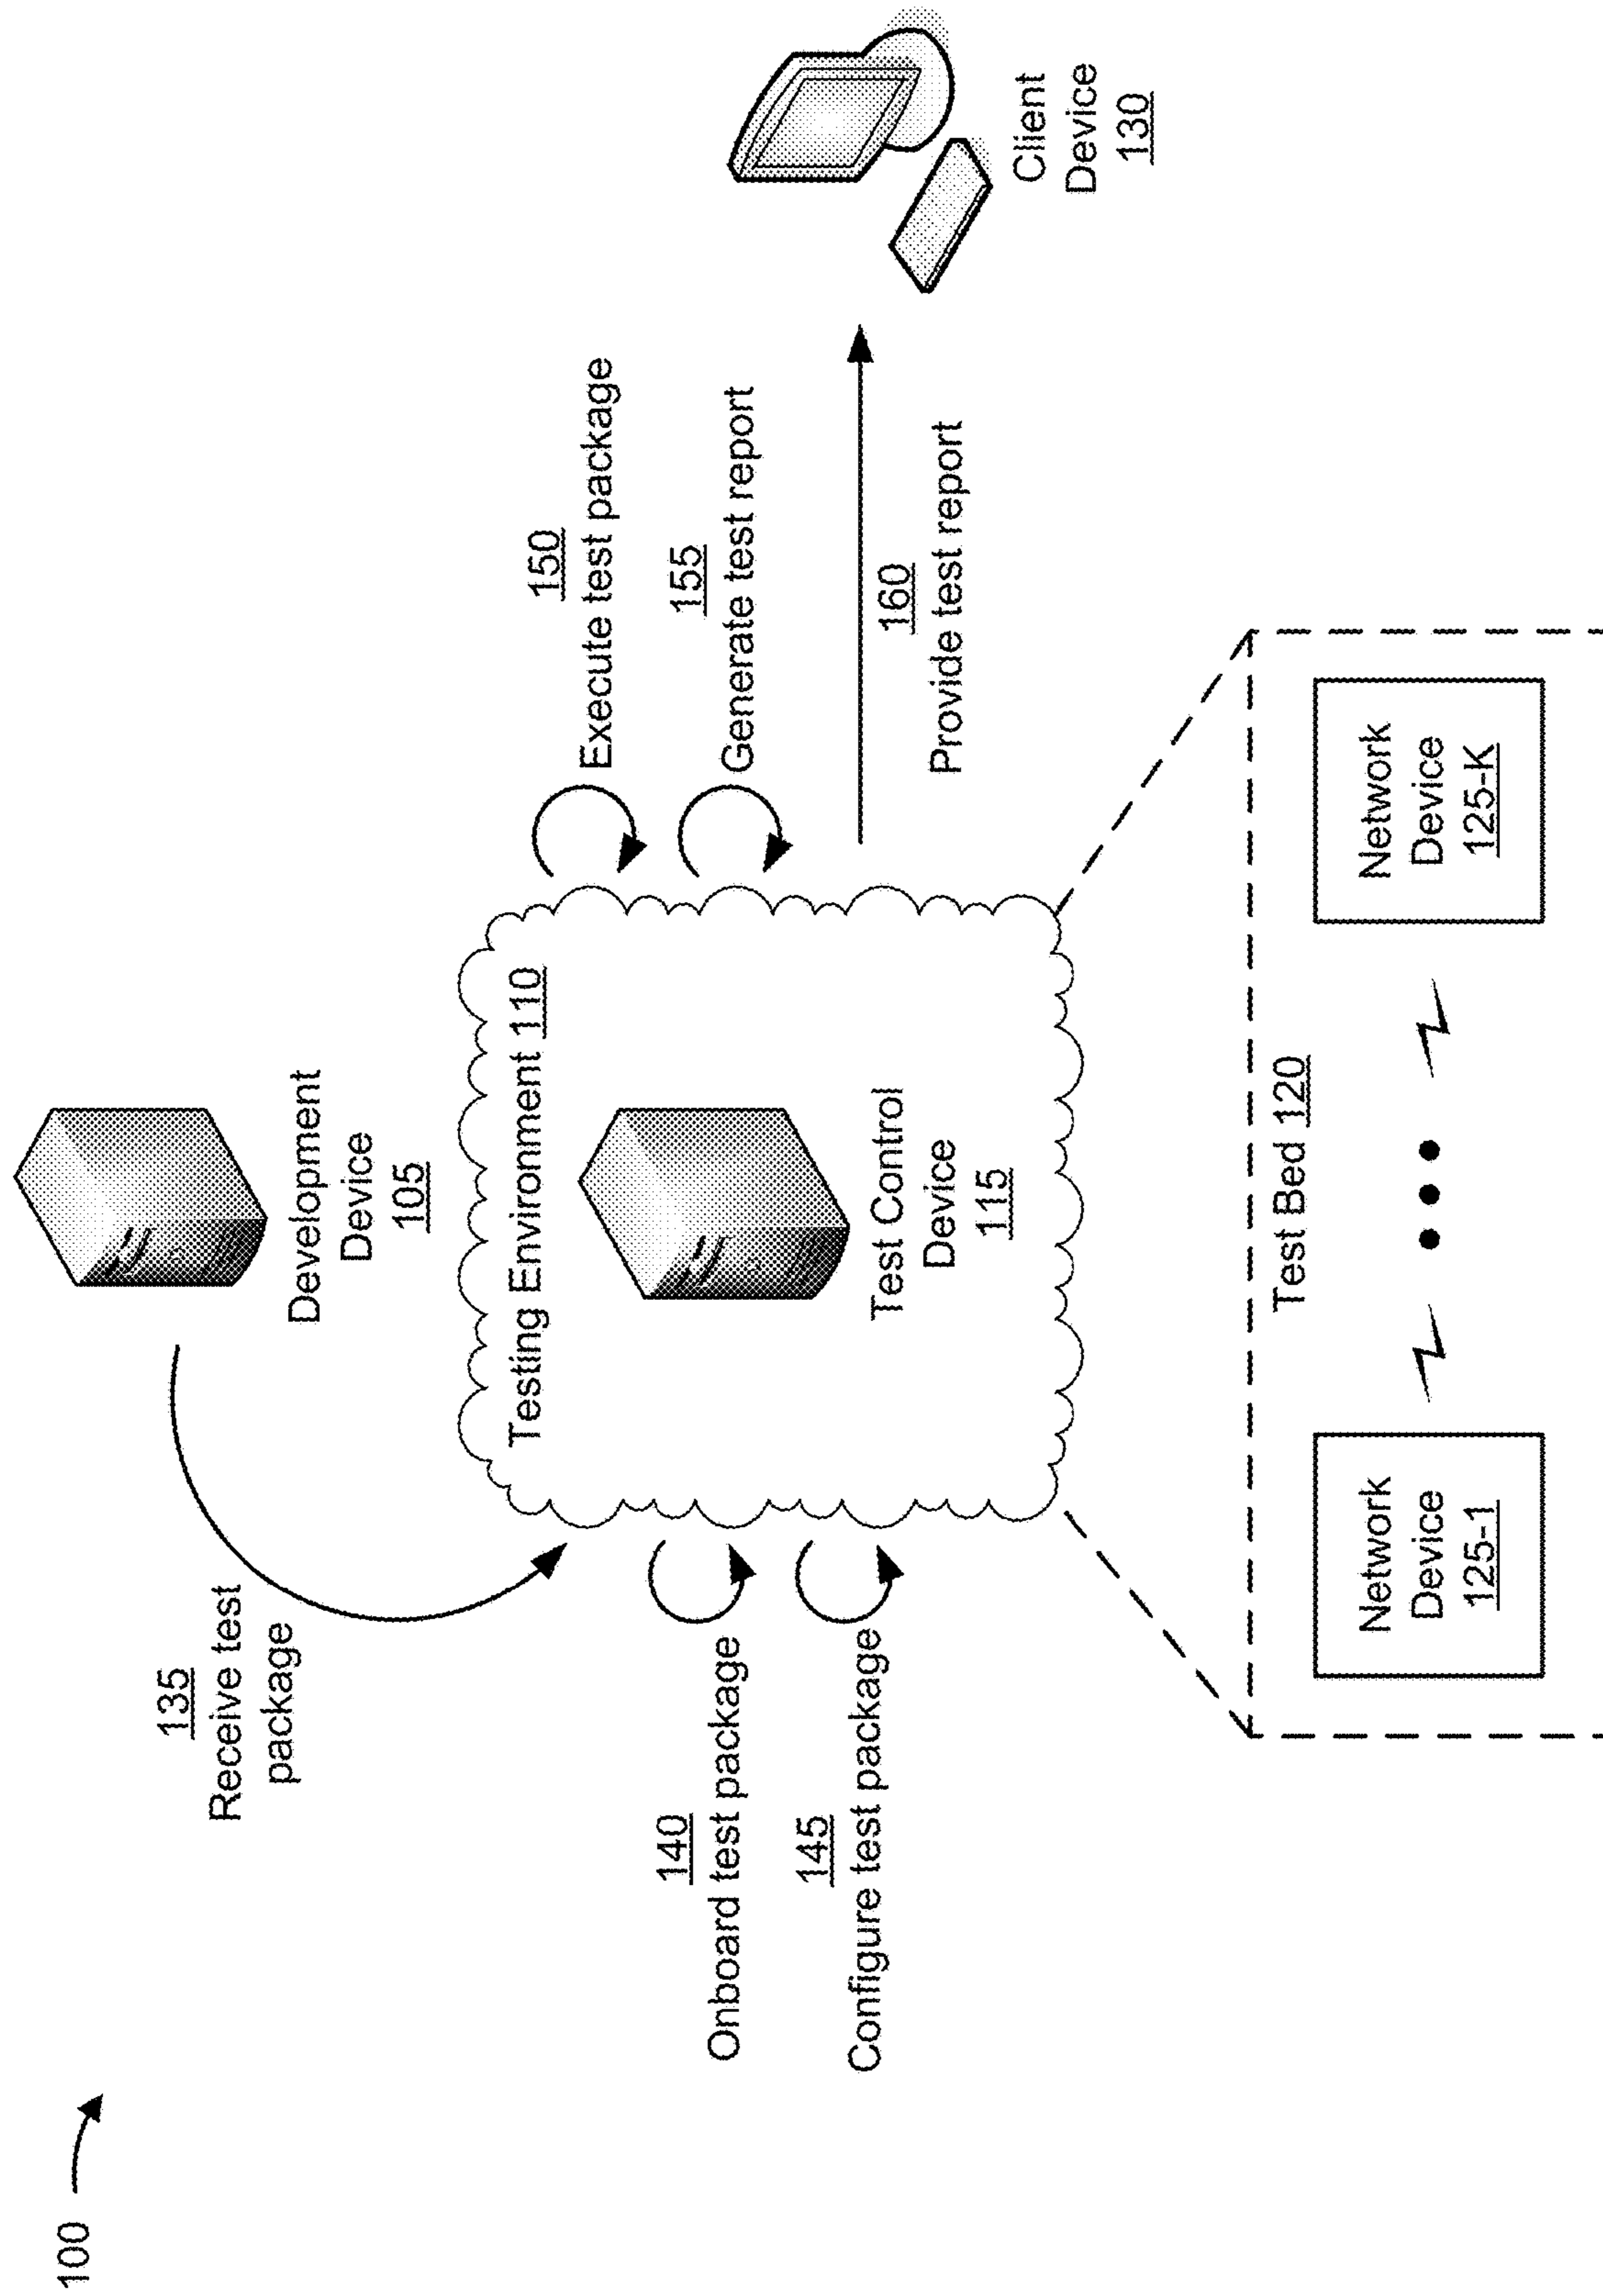 100
Development
Device
105
135
Receive test
package
Testing Environment 110
Test Control
Device
115
140
Onboard test package
145
Configure test package
150
Execute test package
155
Generate test report
160
Provide test report
Client
Device
130
Test Bed 120
Network
Device
125-1
Network
Device
125-K